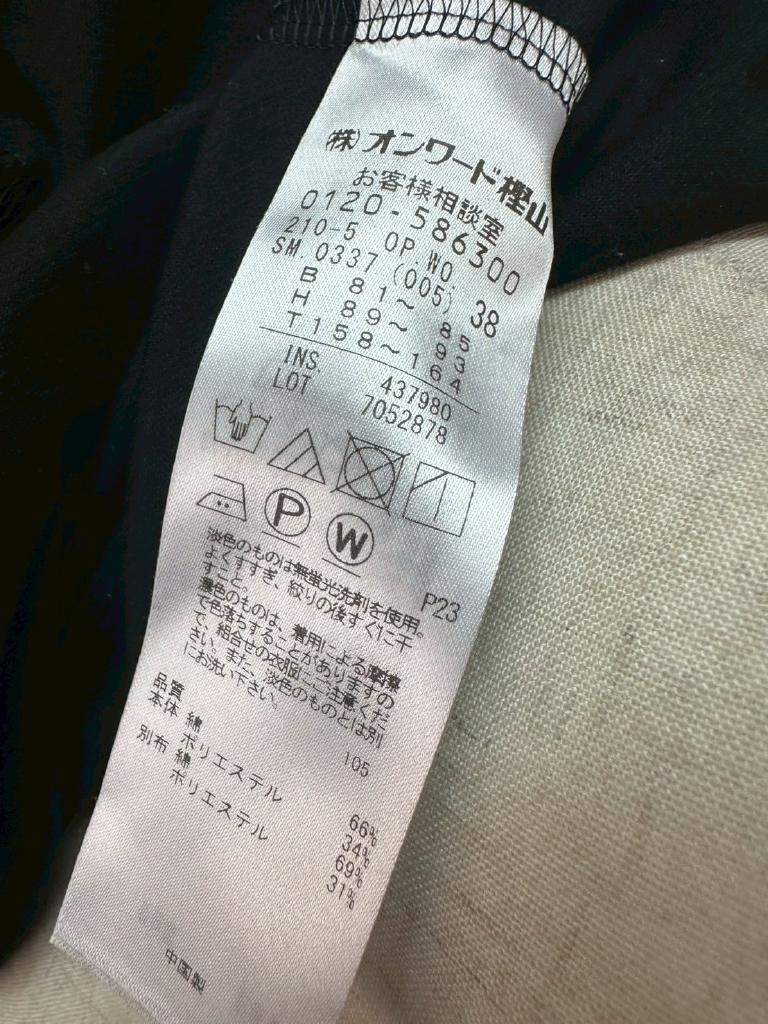 (株)オンワード樫山
お客様相談室
0120-586300
210-5 OP.WO.
SM.0337 (005) 38
B 81～ 85
H 89～ 93
T158～164
INS. 437980
LOT 7052878
P
W
P23
淡色のものは無蛍光洗剤を使用。
よくすすぎ、絞りの後すぐに干
すこと。
濃色のものは、着用による摩擦
で色落ちすることがありますの
で、組合せの衣服にご注意くだ
さい。また、淡色のものとは別
にお洗い下さい。
105
品質
本体 綿 66%
ポリエステル 34%
別布 綿 69%
ポリエステル 31%
中国製